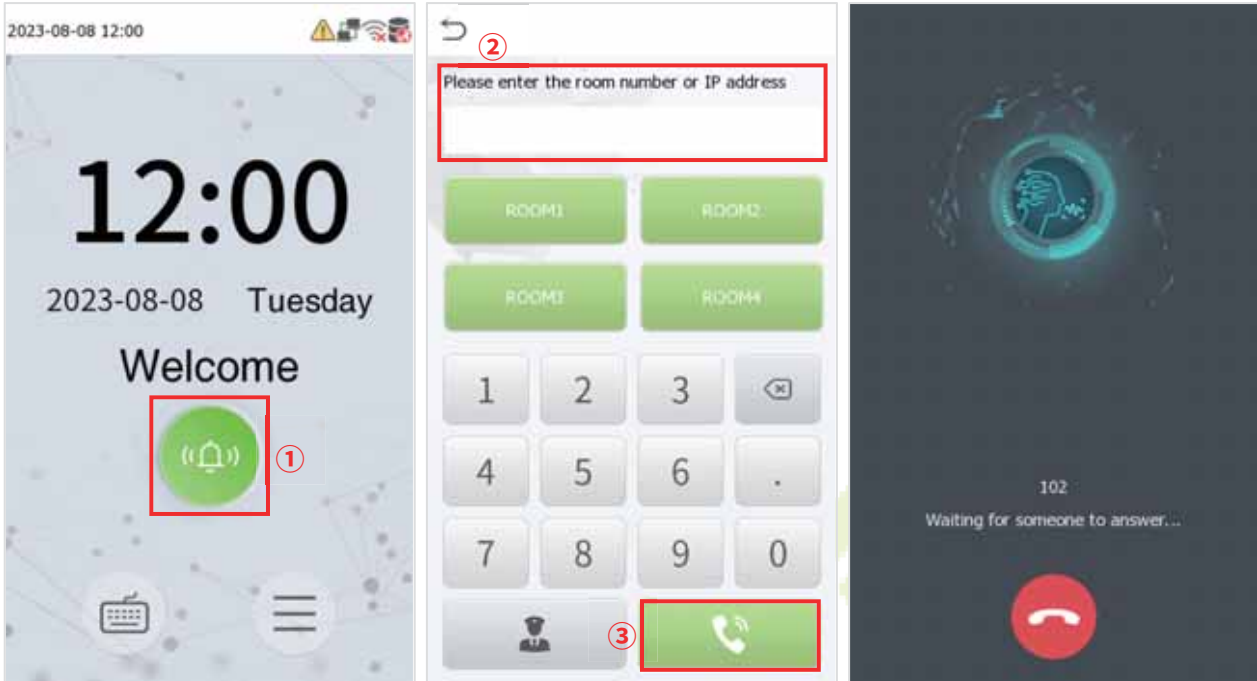 2023-08-08 12:00
12:00
2023-08-08 Tuesday
Welcome
①
②
Please enter the room number or IP address
ROOM1 ROOM2
ROOM3 ROOM4
1 2 3
4 5 6 .
7 8 9 0
③
102
Waiting for someone to answer...